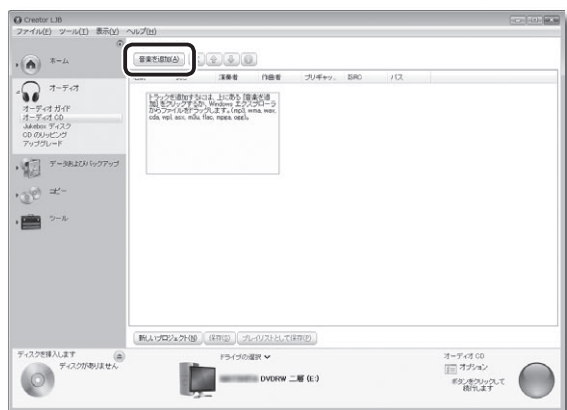 Creator LJB
ファイル(F) ツール(T) 表示(V) ヘルプ(H)
ホーム
音楽を追加(A)
オーディオ
演奏者 作曲者 プリギャッ... ISRC パス
オーディオ ガイド
オーディオ CD
Jukebox ディスク
CD のリッピング
アップグレード
トラックを追加するには、上にある [音楽を追
加] をクリックするか、Windows エクスプローラ
からファイルをドラッグします。(mp3, wma, wav,
cda, wpl, asx, m3u, flac, mpga, ogg)。
データおよびバックアップ
コピー
ツール
新しいプロジェクト(N) 保存(S) プレイリストとして保存(P)
ディスクを挿入します
ディスクがありません
ドライブの選択
DVDRW 二層 (E:)
オーディオ CD
オプション
ボタンをクリックして
続行します